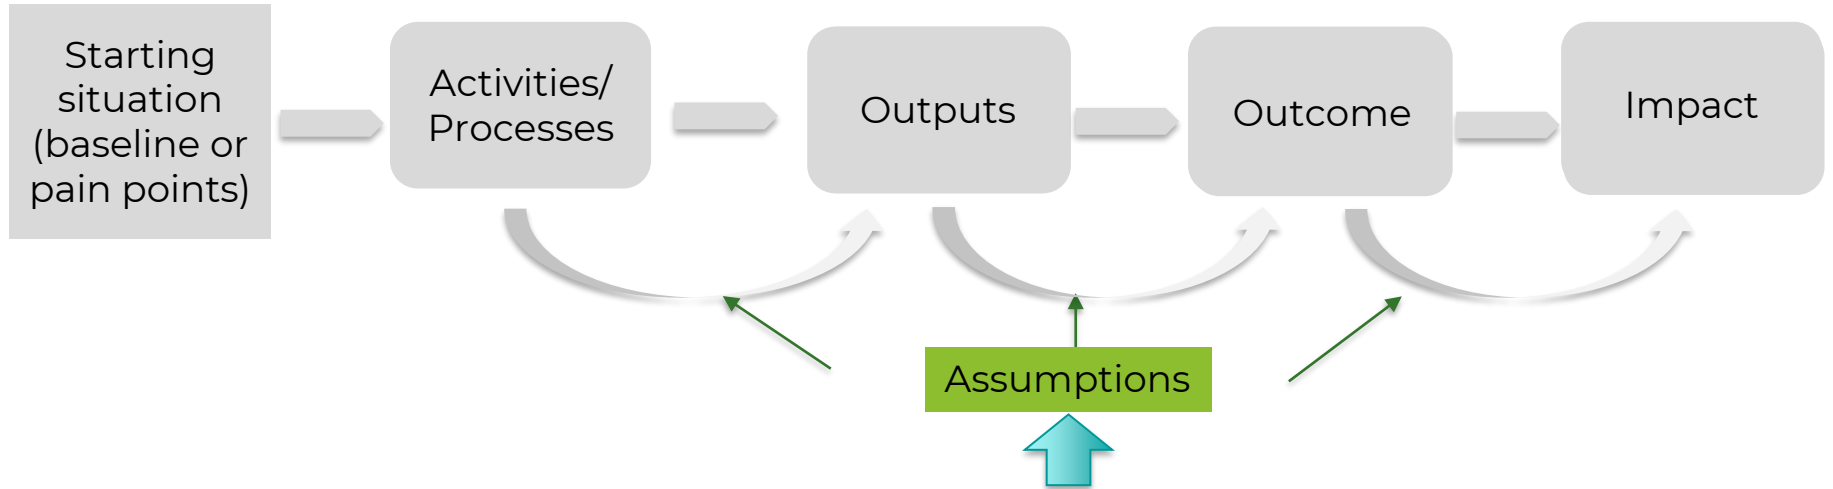 Starting
situation
(baseline or
pain points)
Activities/
Processes
Outputs
Outcome
Impact
Assumptions